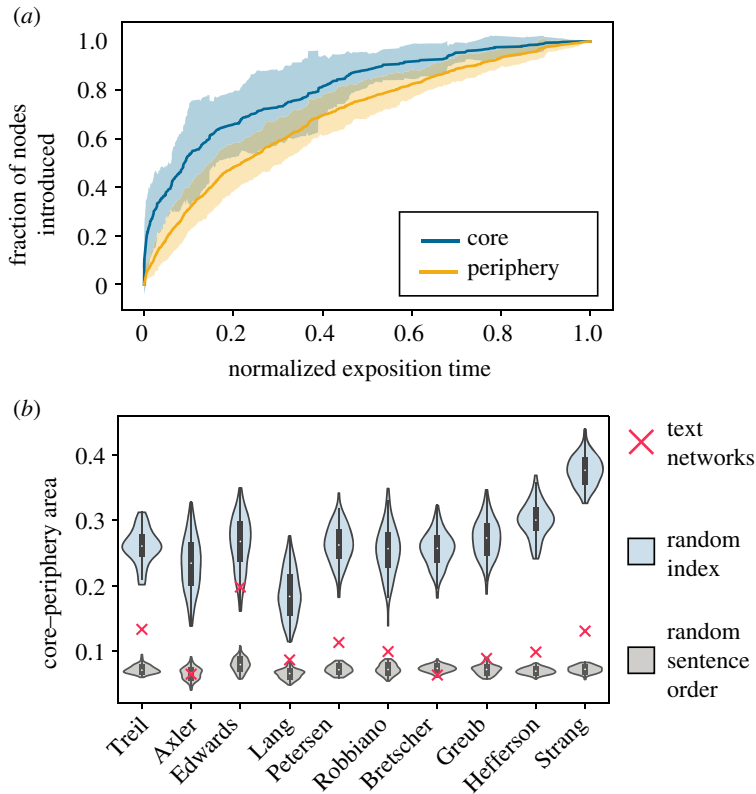 (a)
1.0
0.8
0.6
0.4
0.2
0
fraction of nodes
introduced
core
periphery
0
0.2
0.4
0.6
0.8
1.0
normalized exposition time
(b)
0.4
0.3
0.2
0.1
core–periphery area
text
networks
random
index
random
sentence
order
Treil
Axler
Edwards
Lang
Petersen
Robbiano
Bretscher
Greub
Hefferson
Strang